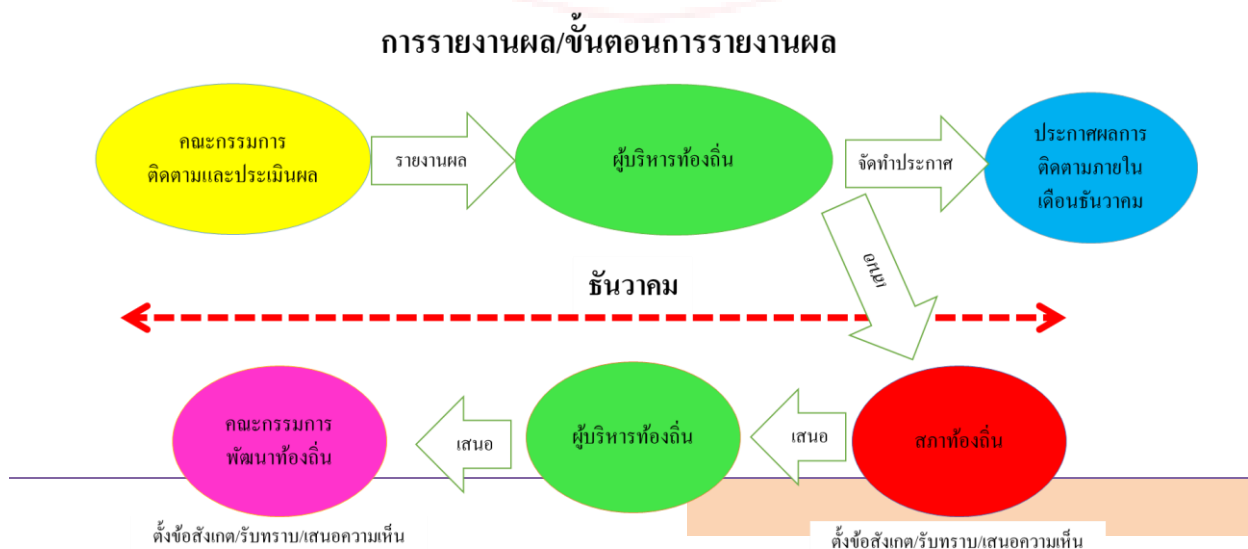 การรายงานผล/ขั้นตอนการรายงานผล
คณะกรรมการ
ติดตามและประเมินผล
รายงานผล
ผู้บริหารท้องถิ่น
จัดทำประกาศ
ประกาศผลการ
ติดตามภายใน
เดือนธันวาคม
เสนอ
ธันวาคม
คณะกรรมการ
พัฒนาท้องถิ่น
เสนอ
ผู้บริหารท้องถิ่น
เสนอ
สภาท้องถิ่น
ตั้งข้อสังเกต/รับทราบ/เสนอความเห็น
ตั้งข้อสังเกต/รับทราบ/เสนอความเห็น